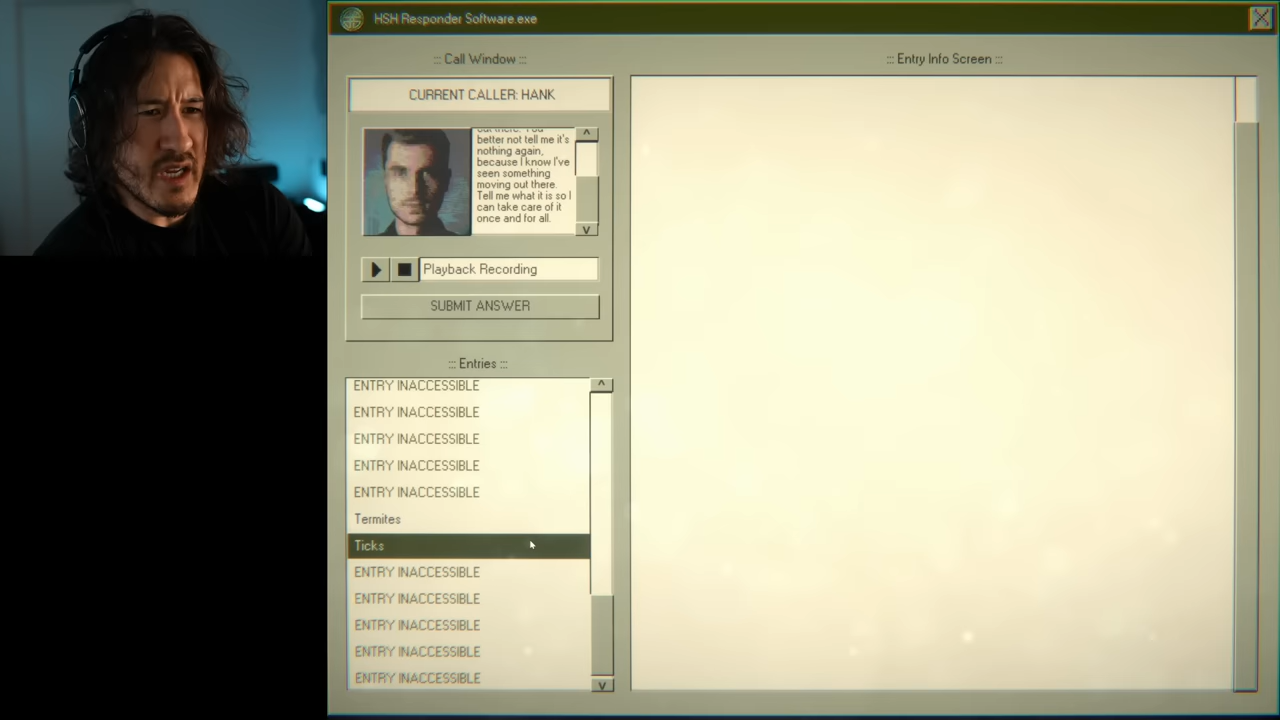 HSH Responder Software.exe
::: Call Window :::
::: Entry Info Screen :::
CURRENT CALLER: HANK
out there. You
better not tell me it's
nothing again,
because I know I've
seen something
moving out there.
Tell me what it is so I
can take care of it
once and for all.
Playback Recording
SUBMIT ANSWER
::: Entries :::
ENTRY INACCESSIBLE
ENTRY INACCESSIBLE
ENTRY INACCESSIBLE
ENTRY INACCESSIBLE
ENTRY INACCESSIBLE
Termites
Ticks
ENTRY INACCESSIBLE
ENTRY INACCESSIBLE
ENTRY INACCESSIBLE
ENTRY INACCESSIBLE
ENTRY INACCESSIBLE